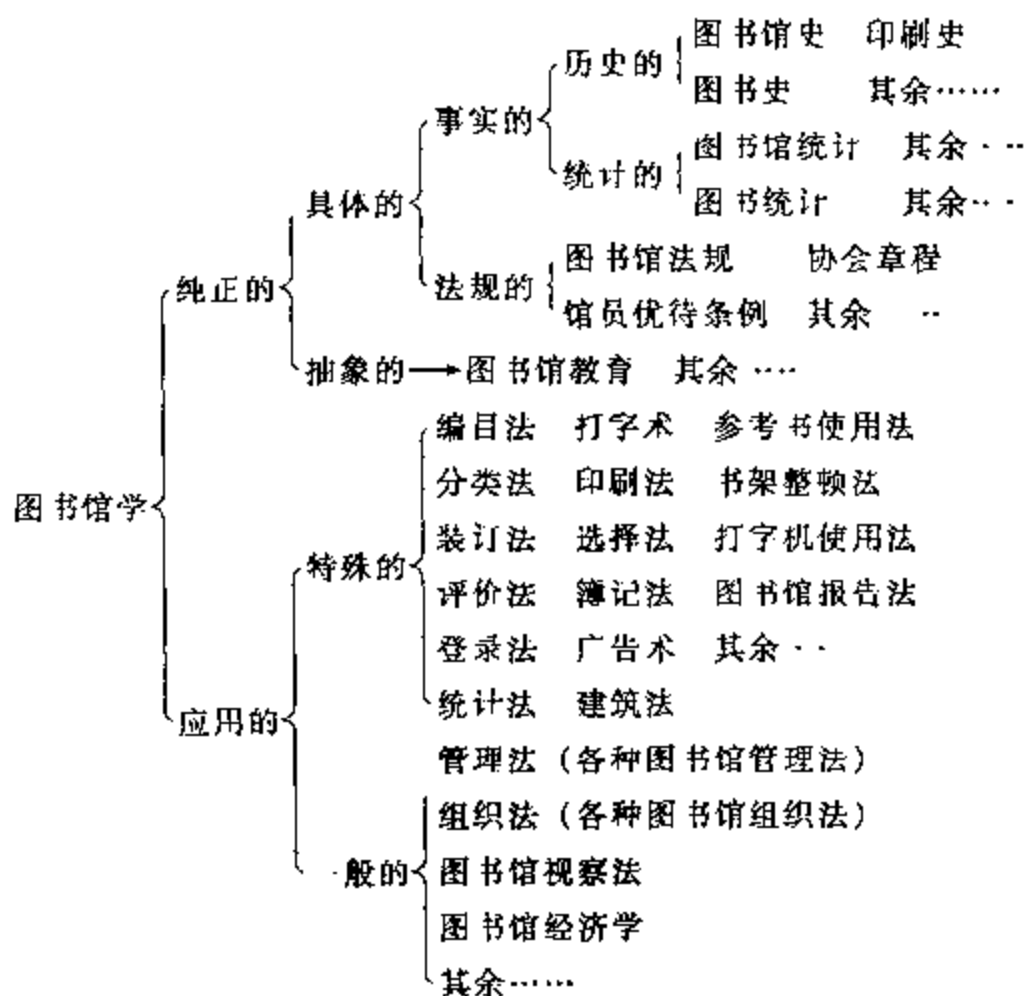 图书馆史 印刷史
历史的
图书史 其余……
事实的
图书馆统计 其余……
统计的
图书统计 其余……
具体的
图书馆法规 协会章程
法规的
馆员优待条例 其余……
纯正的
抽象的→图书馆教育 其余……
编目法 打字术 参考书使用法
分类法 印刷法 书架整顿法
图书馆学
装订法 选择法 打字机使用法
特殊的
评价法 簿记法 图书馆报告法
登录法 广告术 其余……
统计法 建筑法
应用的
管理法（各种图书馆管理法）
组织法（各种图书馆组织法）
一般的
图书馆视察法
图书馆经济学
其余……